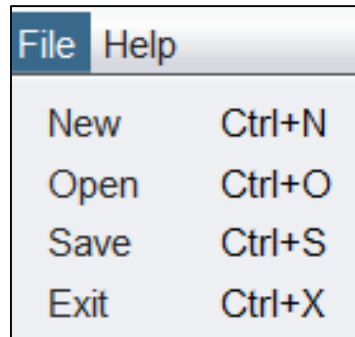 File Help
New Ctrl+N
Open Ctrl+O
Save Ctrl+S
Exit Ctrl+X